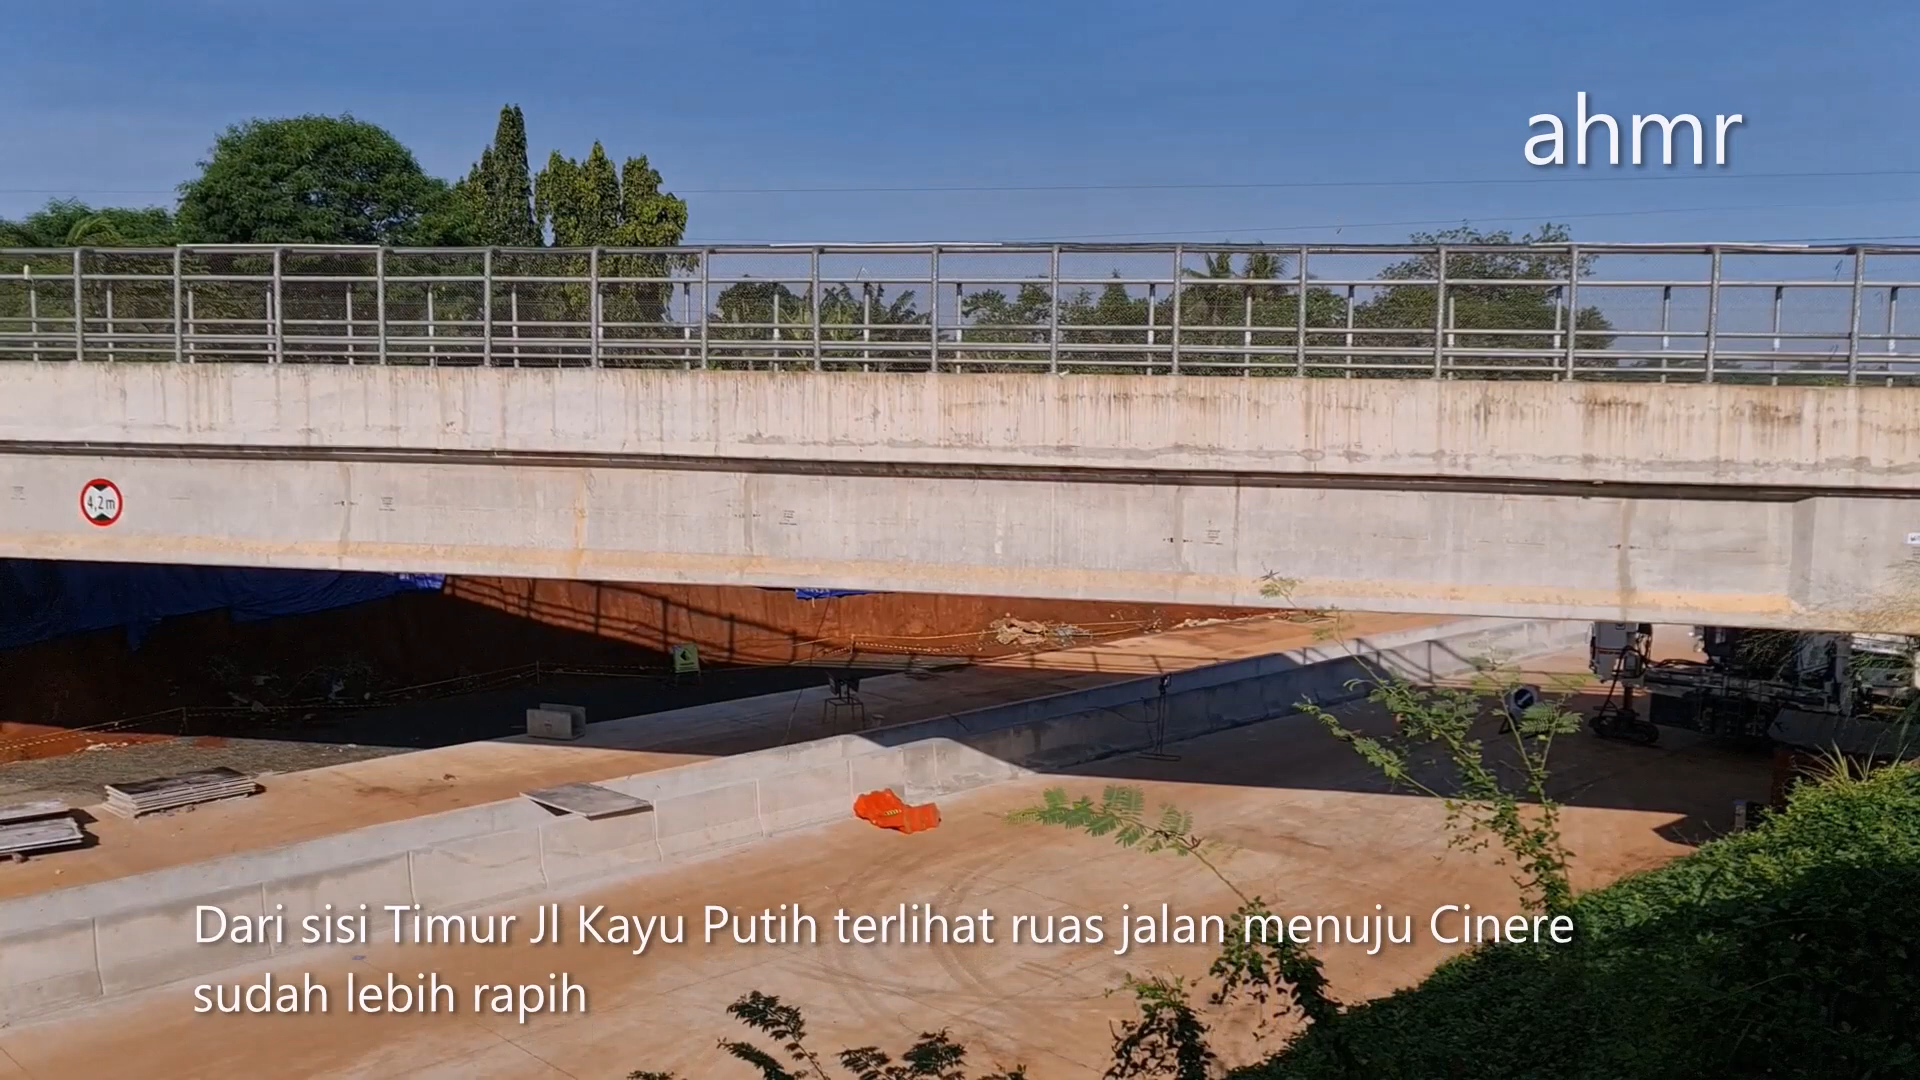 ahmr
4,2 m
Dari sisi Timur Jl Kayu Putih terlihat ruas jalan menuju Cinere
sudah lebih rapih